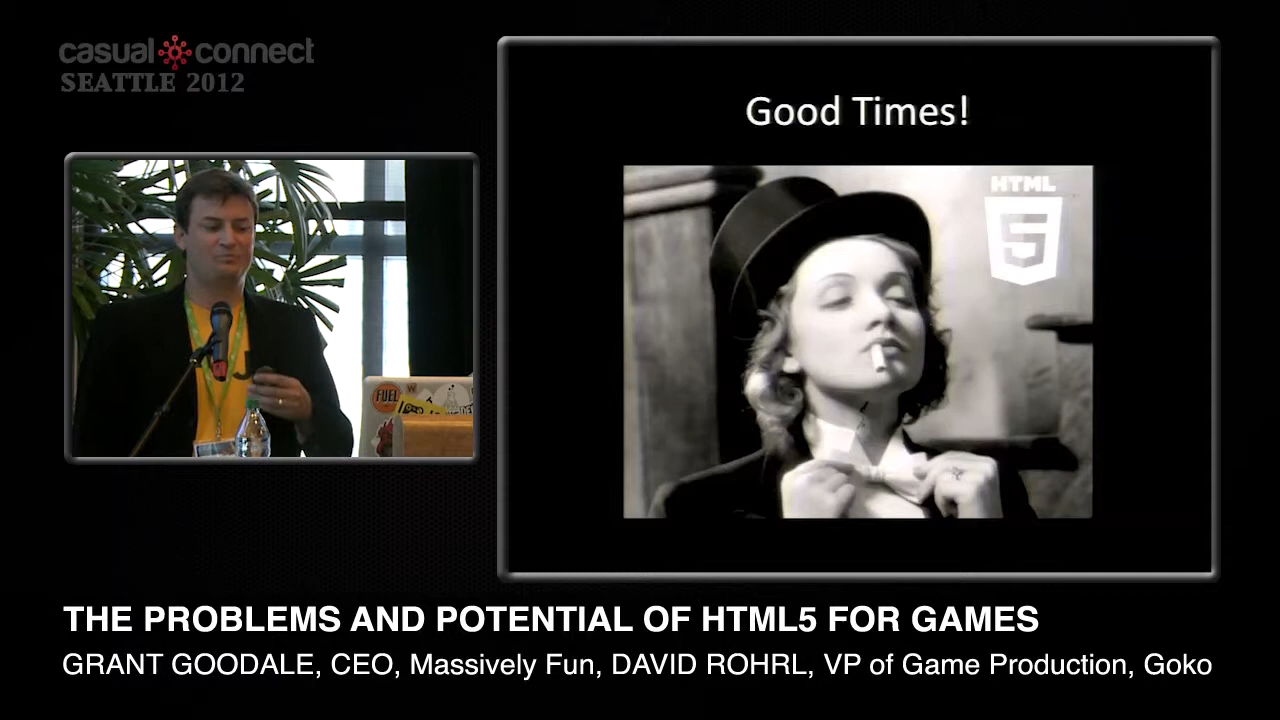 casual connect
SEATTLE 2012
Good Times!
HTML
5
FUEL
W
THE PROBLEMS AND POTENTIAL OF HTML5 FOR GAMES
GRANT GOODALE, CEO, Massively Fun, DAVID ROHRL, VP of Game Production, Goko